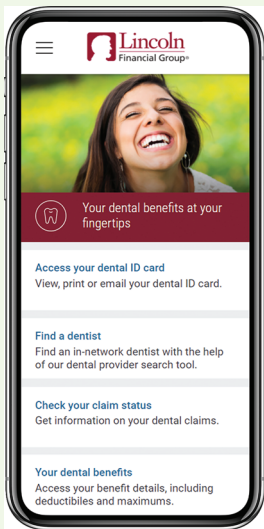 Lincoln
Financial Group®
Your dental benefits at your
fingertips
Access your dental ID card
View, print or email your dental ID card.
Find a dentist
Find an in-network dentist with the help
of our dental provider search tool.
Check your claim status
Get information on your dental claims.
Your dental benefits
Access your benefit details, including
deductibiles and maximums.